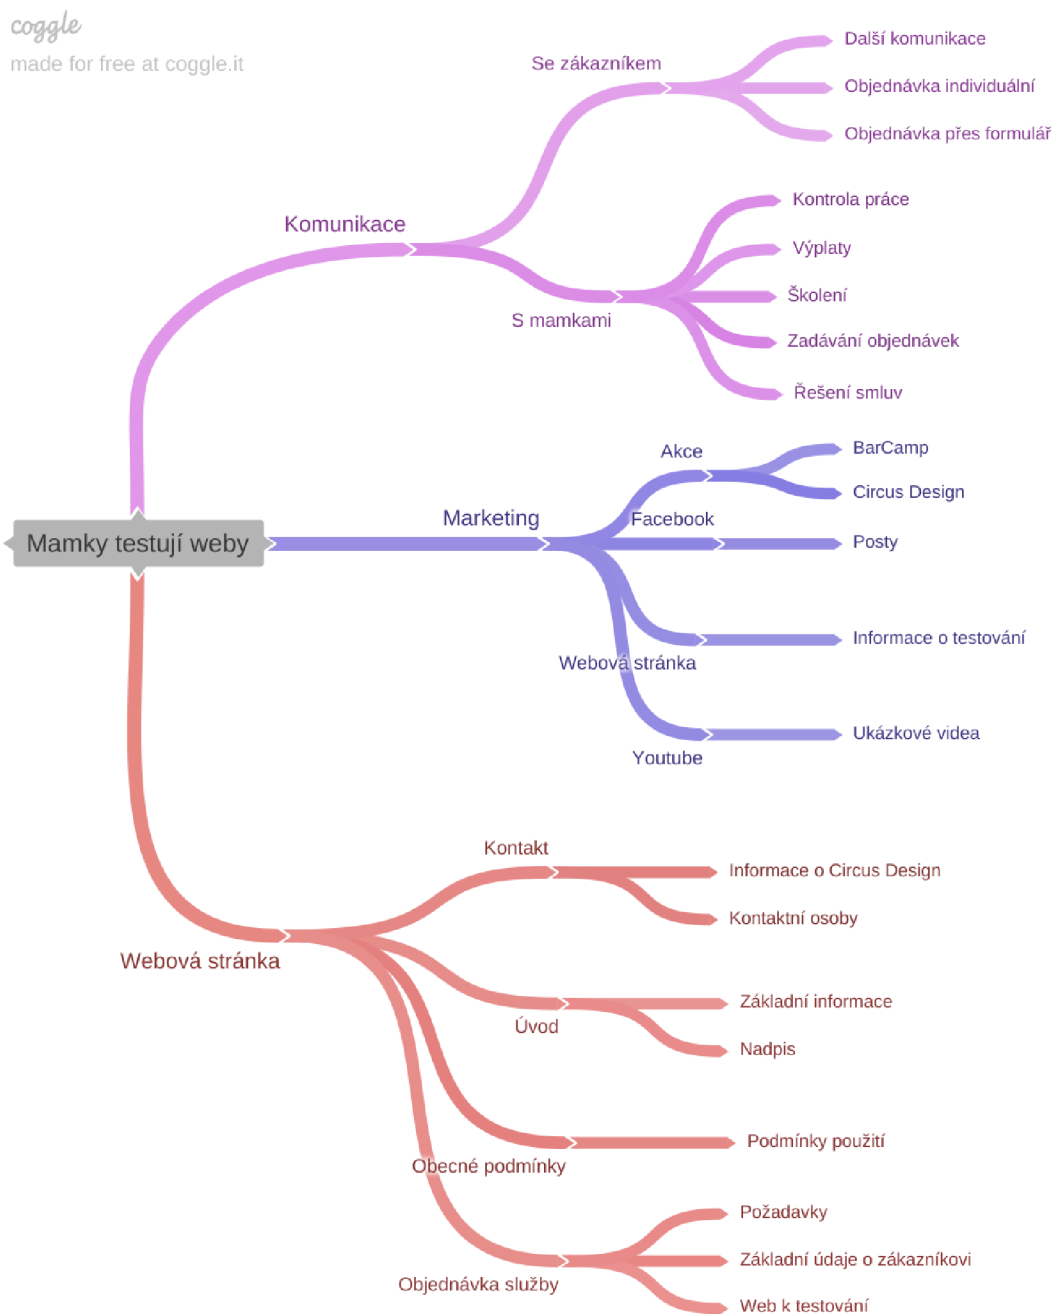 coggle
made for free at coggle.it
Mamky testují weby
Komunikace
Se zákazníkem
Další komunikace
Objednávka individuální
Objednávka přes formulář
S mamkami
Kontrola práce
Výplaty
Školení
Zadávání objednávek
Řešení smluv
Marketing
Akce
BarCamp
Circus Design
Facebook
Posty
Webová stránka
Informace o testování
Youtube
Ukázkové videa
Webová stránka
Kontakt
Informace o Circus Design
Kontaktní osoby
Úvod
Základní informace
Nadpis
Obecné podmínky
Podmínky použití
Objednávka služby
Požadavky
Základní údaje o zákazníkovi
Web k testování